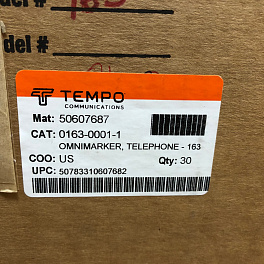 del #
TEMPO
COMMUNICATIONS
Mat: 50607687
CAT: 0163-0001-1
OMNIMARKER, TELEPHONE - 163
COO: US Qty: 30
UPC: 50783310607682